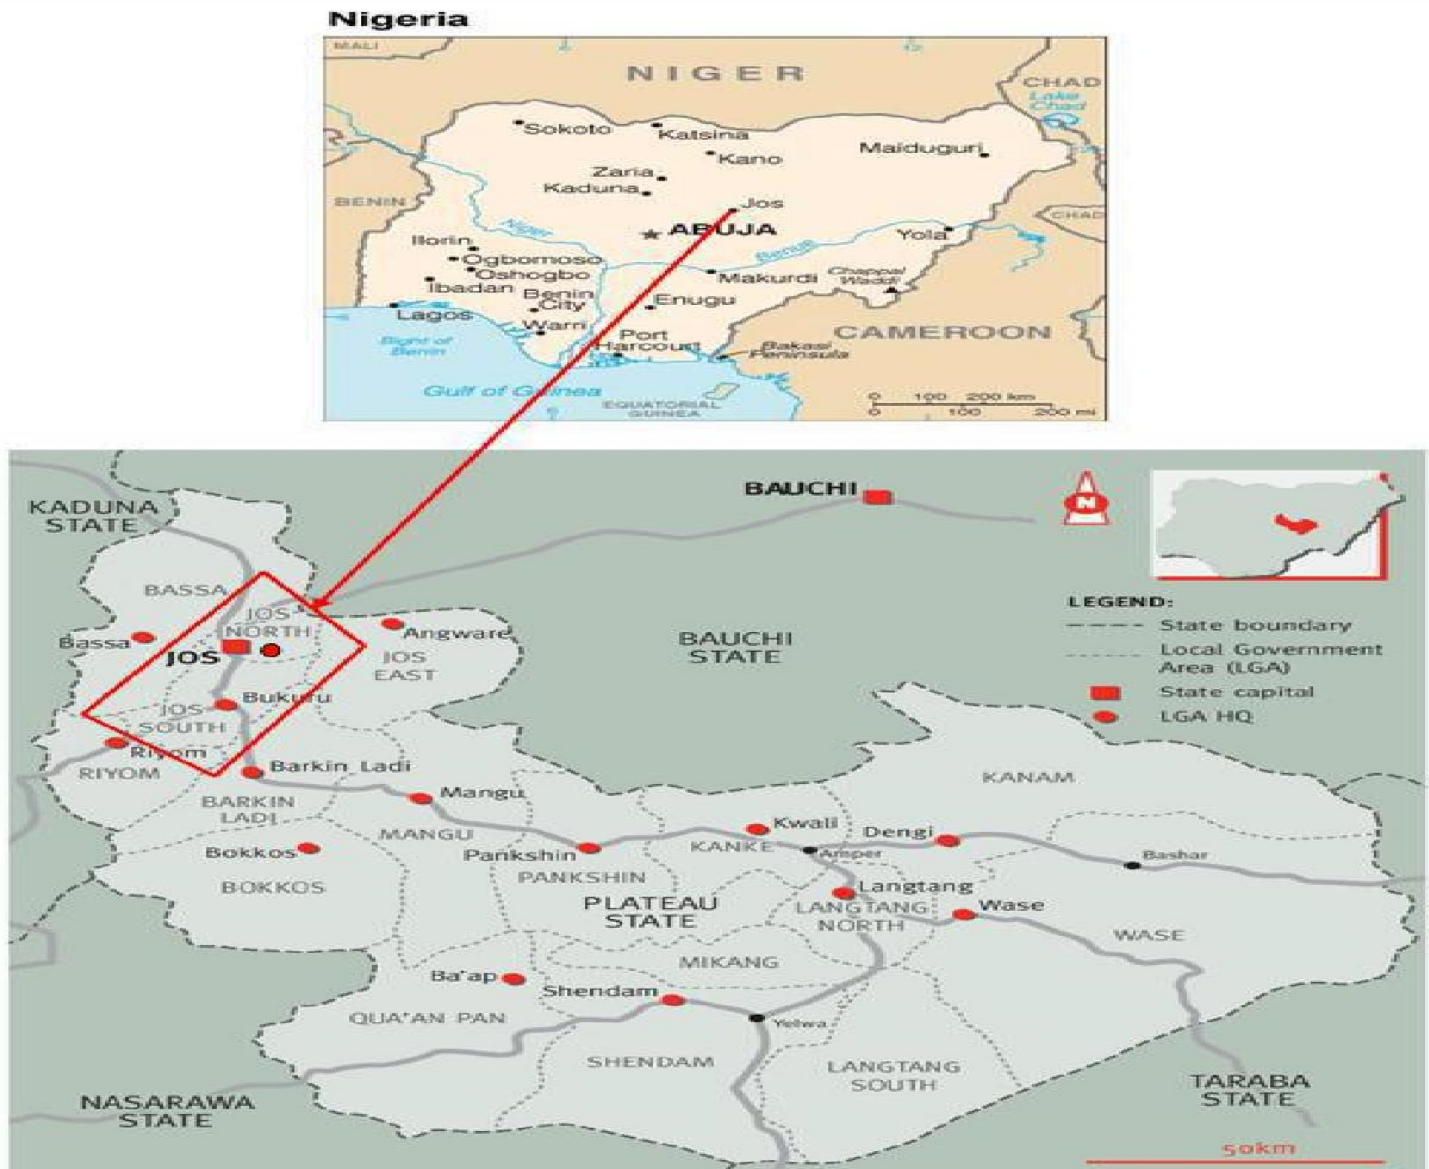 Nigeria
MALI
NIGER
CHAD
Lake
Chad
Sokoto
Katsina
Kano
Maiduguri
Zaria
Kaduna
BENIN
Jos
CHAD
Niger
ABUJA
Yola
Ilorin
Benue
Ogbomoso
Oshogbo
Makurdi
Chappal
Waddi
Ibadan
Benin
City
Enugu
Lagos
Warri
Port
Harcourt
CAMEROON
Bight of
Benin
Bakasi
Peninsula
Gulf of Guinea
EQUATORIAL
GUINEA
0 100 200 km
0 100 200 mi
BAUCHI
N
KADUNA
STATE
BASSA
JOS
NORTH
LEGEND:
State boundary
Local Government
Area (LGA)
State capital
LGA HQ
Bassa
Angware
JOS
JOS
EAST
BAUCHI
STATE
Bukuru
JOS
SOUTH
Riyom
RIYOM
Barkin Ladi
BARKIN
LADI
Mangu
MANGU
KANAM
Kwali
Dengi
KANKE
Amper
Bashar
Bokkos
BOKKOS
Pankshin
PANKSHIN
Langtang
LANGTANG
NORTH
Wase
WASE
PLATEAU
STATE
MIKANG
Ba'ap
Shendam
QUA'AN PAN
Yelwa
SHENDAM
LANGTANG
SOUTH
NASARAWA
STATE
TARABA
STATE
50km